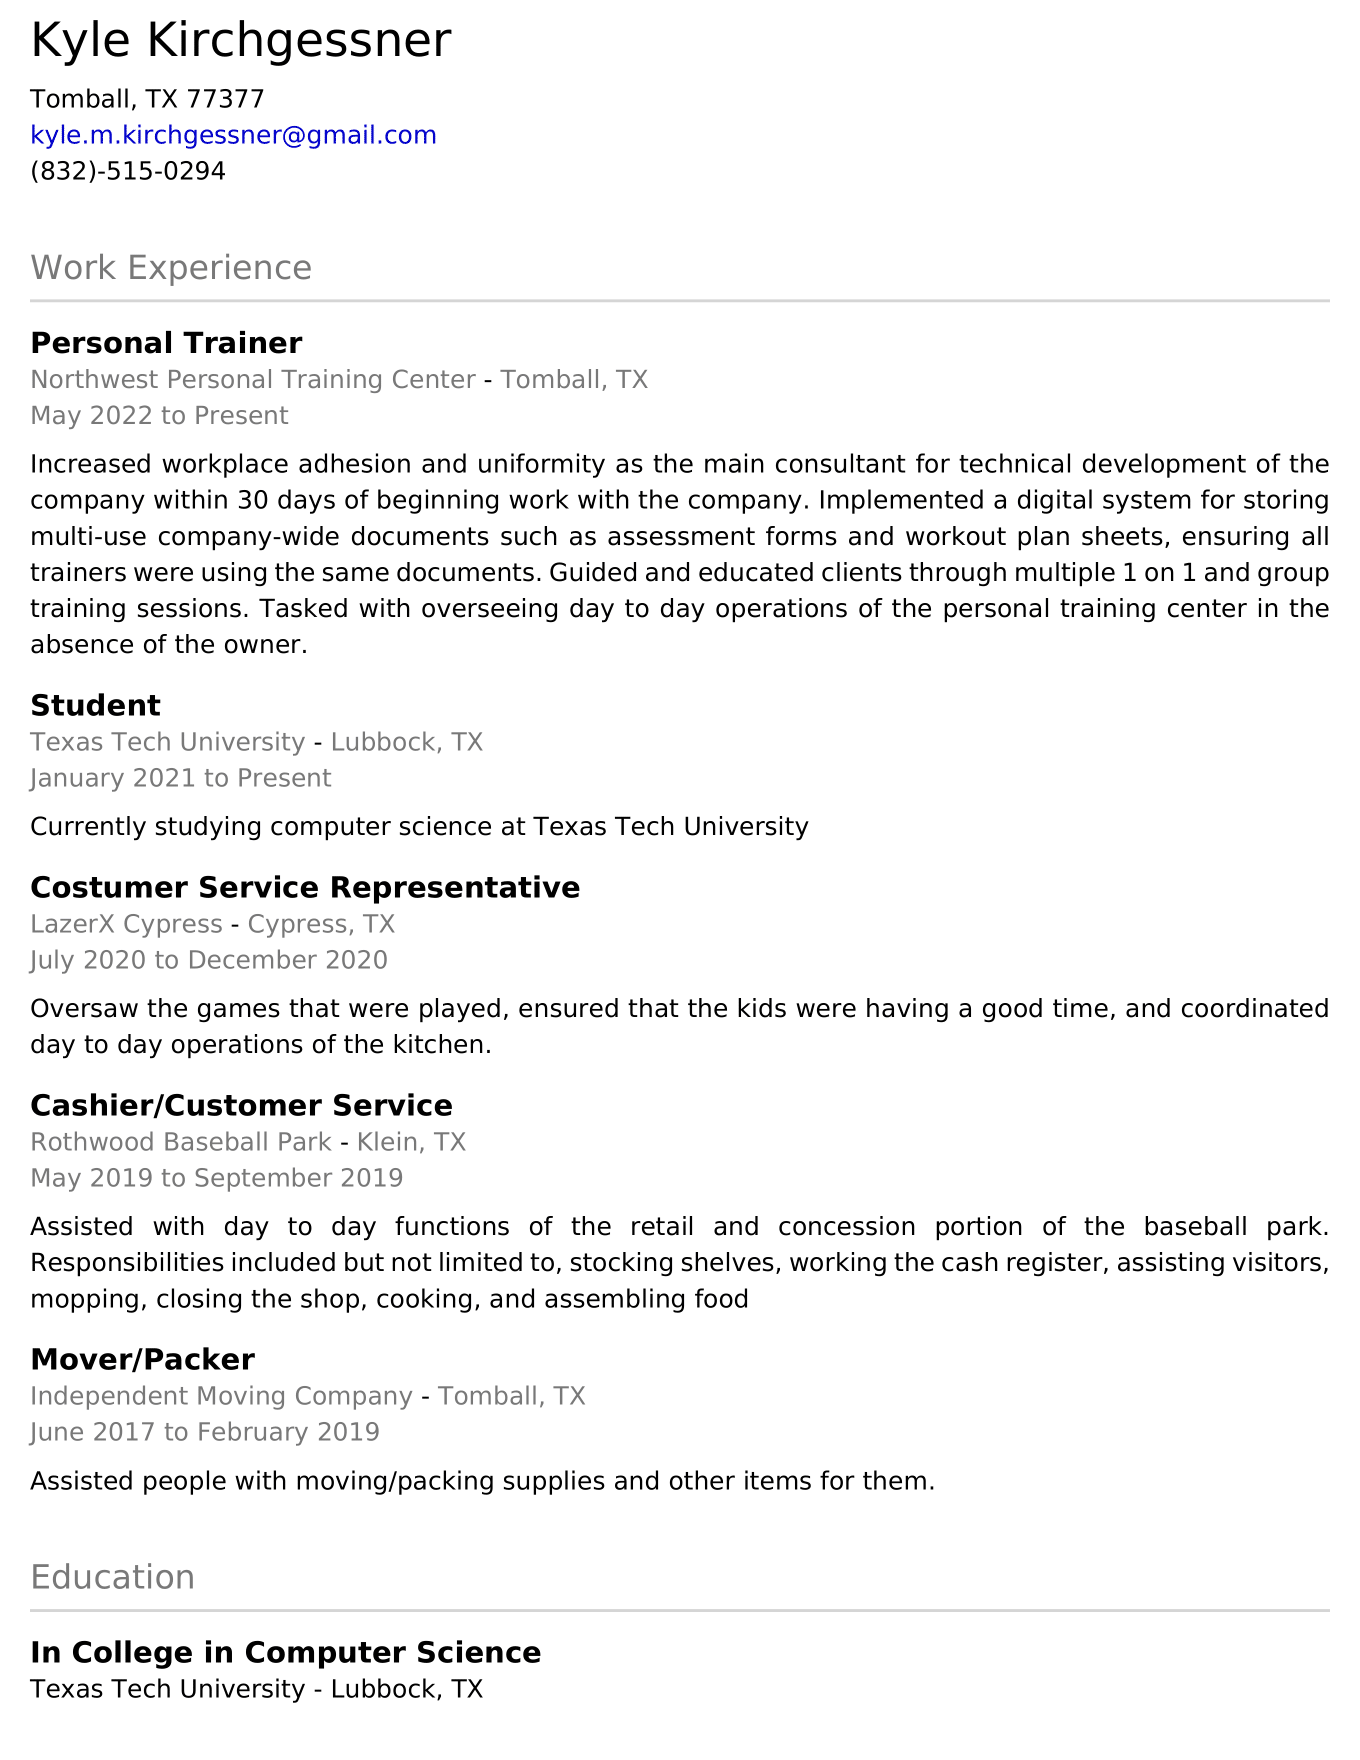 Kyle Kirchgessner
Tomball, TX 77377
kyle.m.kirchgessner@gmail.com
(832)-515-0294
Work Experience
Personal Trainer
Northwest Personal Training Center - Tomball, TX
May 2022 to Present
Increased workplace adhesion and uniformity as the main consultant for technical development of the
company within 30 days of beginning work with the company. Implemented a digital system for storing
multi-use company-wide documents such as assessment forms and workout plan sheets, ensuring all
trainers were using the same documents. Guided and educated clients through multiple 1 on 1 and group
training sessions. Tasked with overseeing day to day operations of the personal training center in the
absence of the owner.
Student
Texas Tech University - Lubbock, TX
January 2021 to Present
Currently studying computer science at Texas Tech University
Costumer Service Representative
LazerX Cypress - Cypress, TX
July 2020 to December 2020
Oversaw the games that were played, ensured that the kids were having a good time, and coordinated
day to day operations of the kitchen.
Cashier/Customer Service
Rothwood Baseball Park - Klein, TX
May 2019 to September 2019
Assisted with day to day functions of the retail and concession portion of the baseball park.
Responsibilities included but not limited to, stocking shelves, working the cash register, assisting visitors,
mopping, closing the shop, cooking, and assembling food
Mover/Packer
Independent Moving Company - Tomball, TX
June 2017 to February 2019
Assisted people with moving/packing supplies and other items for them.
Education
In College in Computer Science
Texas Tech University - Lubbock, TX